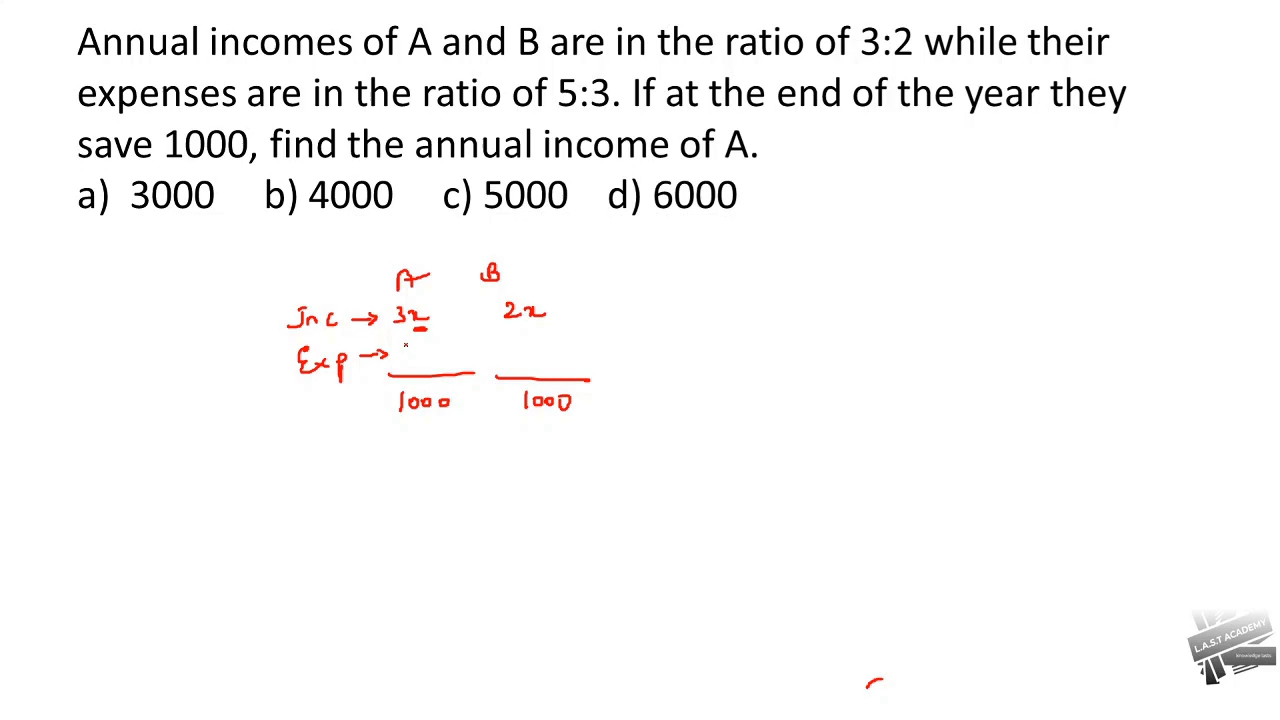 Annual incomes of A and B are in the ratio of 3:2 while their
expenses are in the ratio of 5:3. If at the end of the year they
save 1000, find the annual income of A.
a) 3000 b) 4000 c) 5000 d) 6000
A B
Inc → 3x 2x
Exp →
1000 1000
L.A.S.T ACADEMY